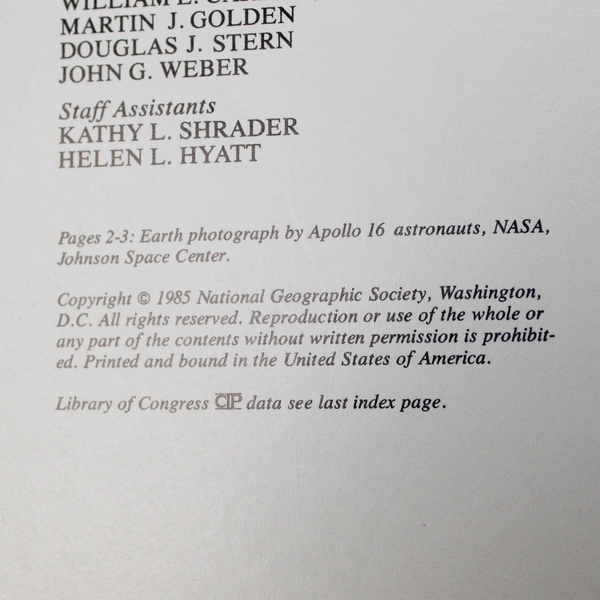 WILLIAM L.
MARTIN J. GOLDEN
DOUGLAS J. STERN
JOHN G. WEBER
Staff Assistants
KATHY L. SHRADER
HELEN L. HYATT
Pages 2-3: Earth photograph by Apollo 16 astronauts, NASA,
Johnson Space Center.
Copyright © 1985 National Geographic Society, Washington,
D.C. All rights reserved. Reproduction or use of the whole or
any part of the contents without written permission is prohibit-
ed. Printed and bound in the United States of America.
Library of Congress CIP data see last index page.